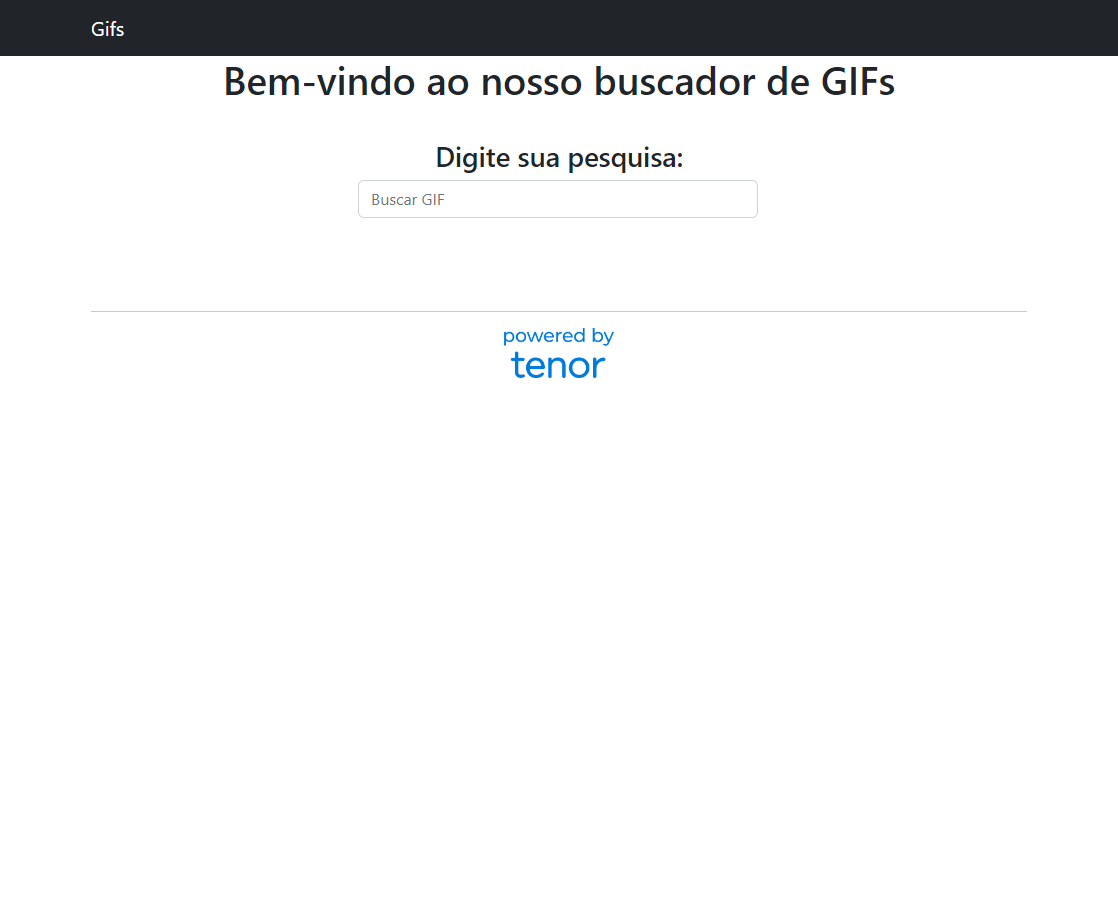 Gifs
Bem-vindo ao nosso buscador de GIFs
Digite sua pesquisa:
Buscar GIF
powered by
tenor